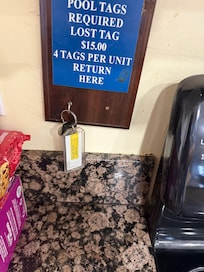 POOL TAGS
REQUIRED
LOST TAG
$15.00
4 TAGS PER UNIT
RETURN
HERE